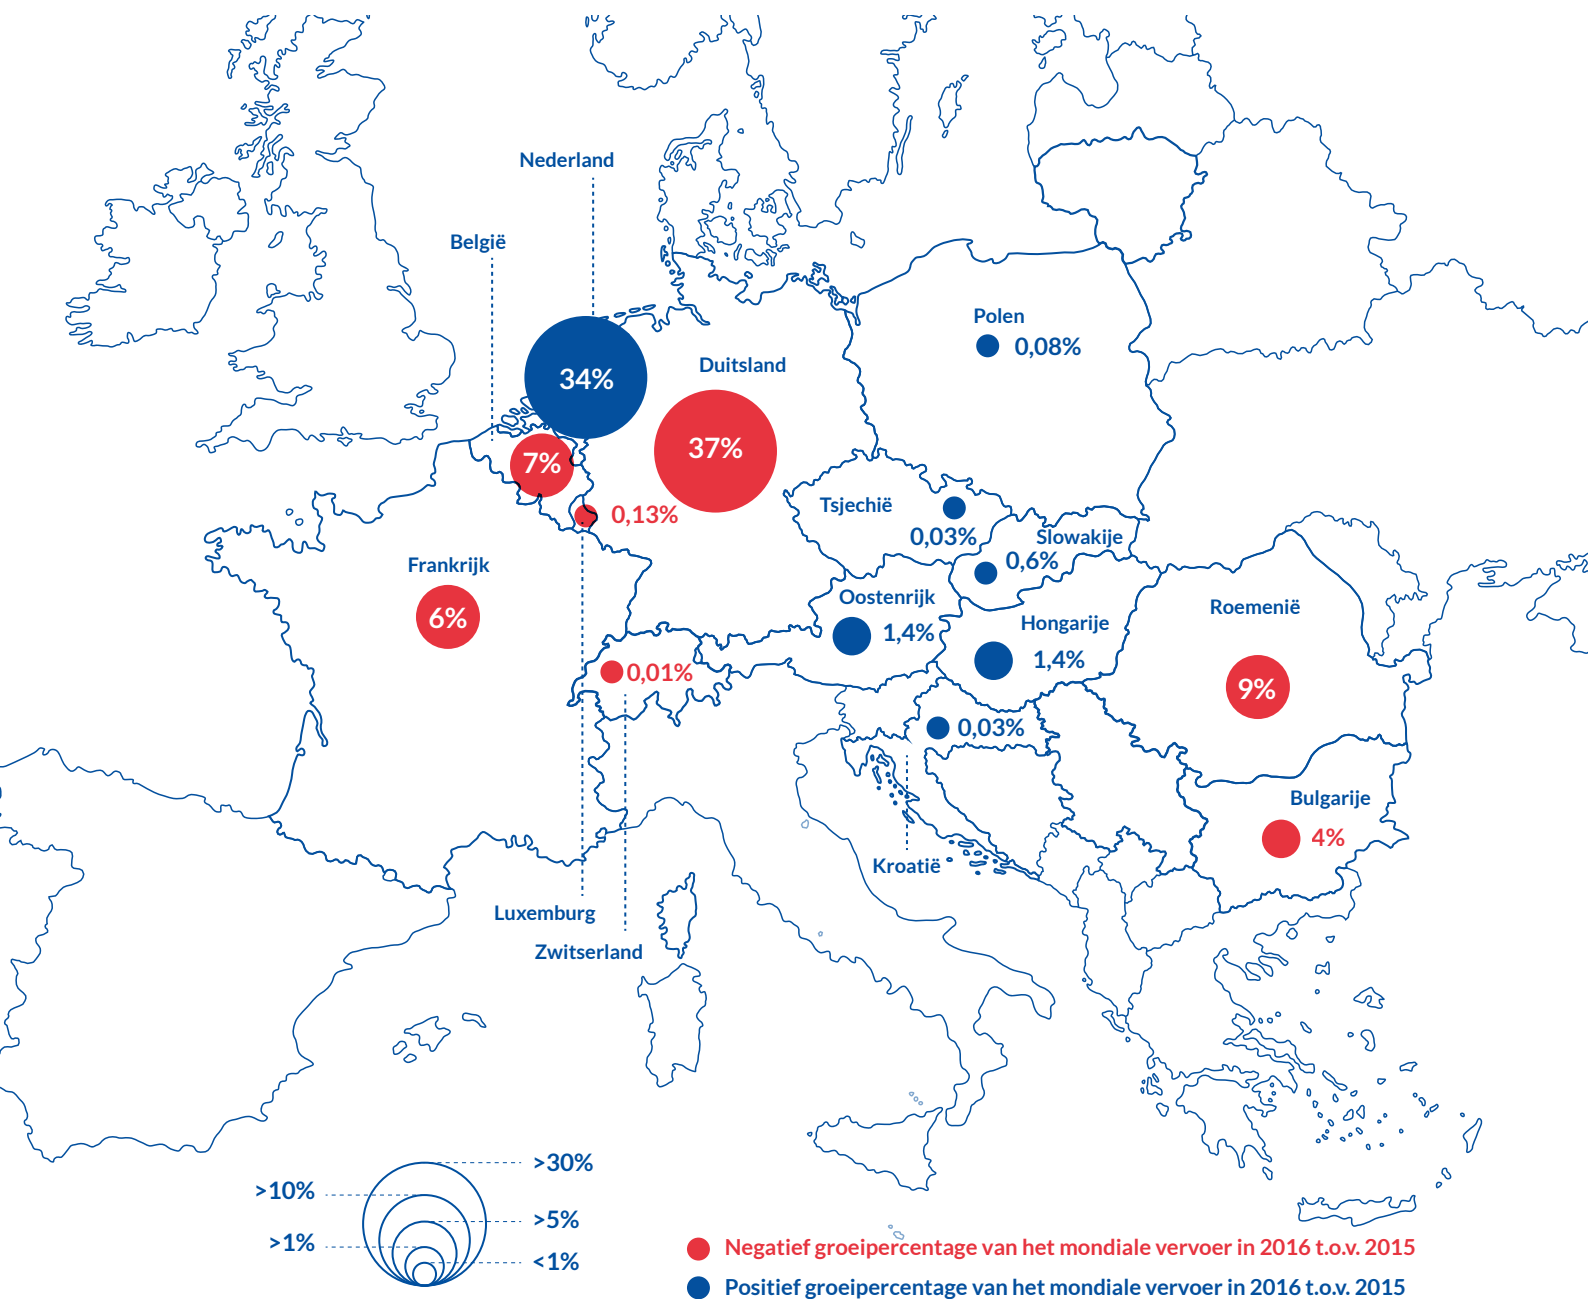 Nederland
België
Polen
0,08%
Duitsland
34%
37%
7%
Tsjechië
0,13%
0,03%
Slowakije
0,6%
Frankrijk
6%
Oostenrijk
1,4%
Hongarije
1,4%
Roemenië
9%
0,01%
0,03%
Bulgarije
4%
Kroatië
Luxemburg
Zwitserland
>30%
>10%
>5%
>1%
<1%
Negatief groeipercentage van het mondiale vervoer in 2016 t.o.v. 2015
Positief groeipercentage van het mondiale vervoer in 2016 t.o.v. 2015